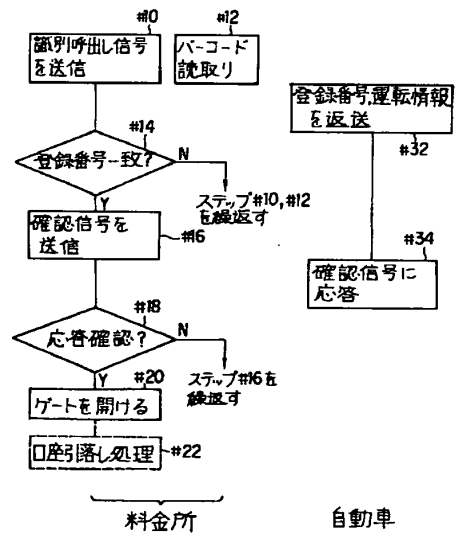 #10
識別呼出し信号
を送信
#12
バーコード
読取り
登録番号,運転情報
を返送
#32
#14
登録番号一致?
N
ステップ#10,#12
を繰返す
Y
確認信号を
送信
#16
#34
確認信号に
応答
#18
応答確認?
N
ステップ#16を
繰返す
Y
#20
ゲートを開ける
口座引落し処理
#22
料金所
自動車